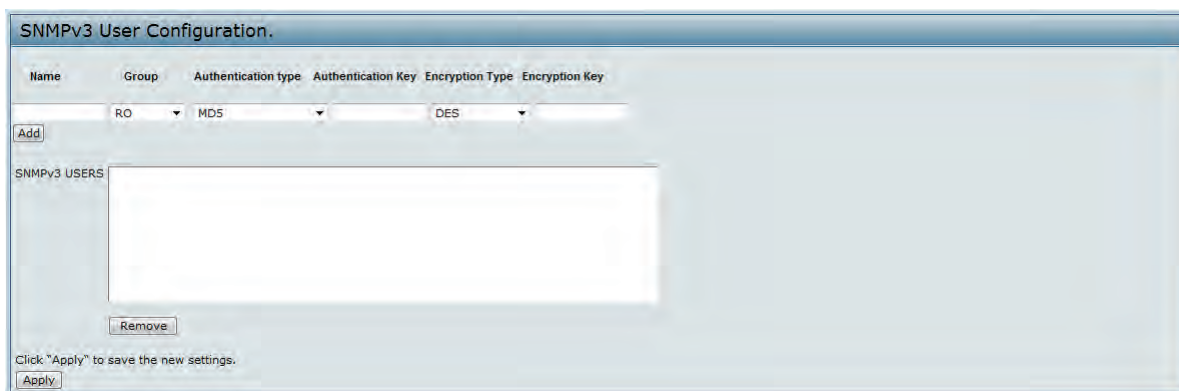 SNMPv3 User Configuration.
Name Group Authentication type Authentication Key Encryption Type Encryption Key
RO MD5 DES
Add
SNMPv3 USERS
Remove
Click "Apply" to save the new settings.
Apply